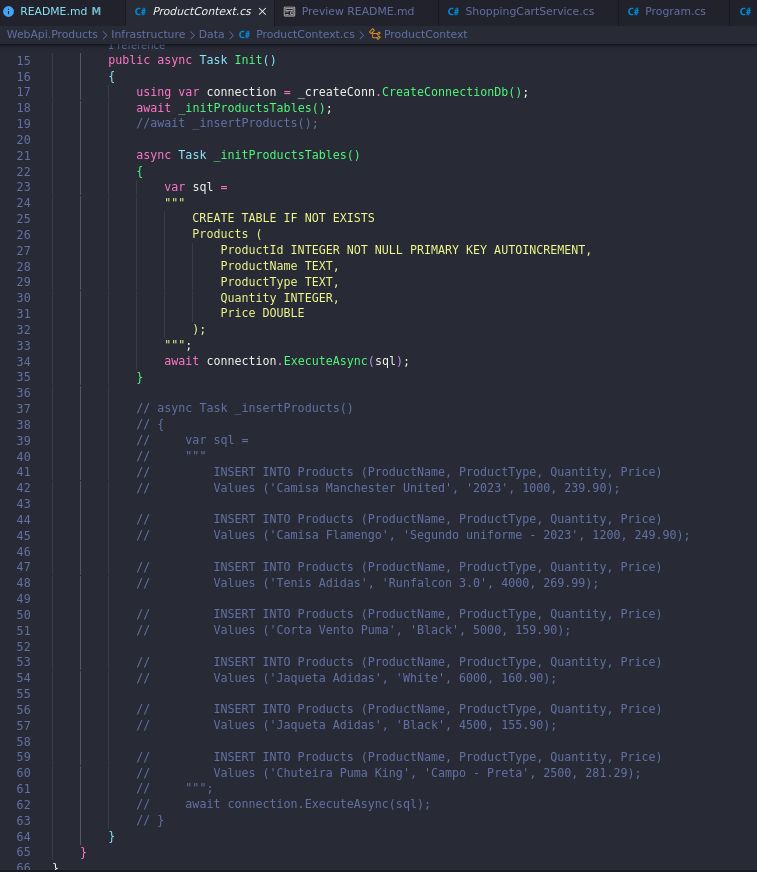 README.md M
C# ProductContext.cs ×
Preview README.md
C# ShoppingCartService.cs
C# Program.cs
C#
WebApi.Products > Infrastructure > Data > C# ProductContext.cs > ProductContext
1 reference
15 public async Task Init()
16 {
17 using var connection = _createConn.CreateConnectionDb();
18 await _initProductsTables();
19 //await _insertProducts();
20
21 async Task _initProductsTables()
22 {
23 var sql =
24 """
25 CREATE TABLE IF NOT EXISTS
26 Products (
27 ProductId INTEGER NOT NULL PRIMARY KEY AUTOINCREMENT,
28 ProductName TEXT,
29 ProductType TEXT,
30 Quantity INTEGER,
31 Price DOUBLE
32 );
33 """;
34 await connection.ExecuteAsync(sql);
35 }
36
37 // async Task _insertProducts()
38 // {
39 // var sql =
40 // """
41 // INSERT INTO Products (ProductName, ProductType, Quantity, Price)
42 // Values ('Camisa Manchester United', '2023', 1000, 239.90);
43
44 // INSERT INTO Products (ProductName, ProductType, Quantity, Price)
45 // Values ('Camisa Flamengo', 'Segundo uniforme - 2023', 1200, 249.90);
46
47 // INSERT INTO Products (ProductName, ProductType, Quantity, Price)
48 // Values ('Tenis Adidas', 'Runfalcon 3.0', 4000, 269.99);
49
50 // INSERT INTO Products (ProductName, ProductType, Quantity, Price)
51 // Values ('Corta Vento Puma', 'Black', 5000, 159.90);
52
53 // INSERT INTO Products (ProductName, ProductType, Quantity, Price)
54 // Values ('Jaqueta Adidas', 'White', 6000, 160.90);
55
56 // INSERT INTO Products (ProductName, ProductType, Quantity, Price)
57 // Values ('Jaqueta Adidas', 'Black', 4500, 155.90);
58
59 // INSERT INTO Products (ProductName, ProductType, Quantity, Price)
60 // Values ('Chuteira Puma King', 'Campo - Preta', 2500, 281.29);
61 // """;
62 // await connection.ExecuteAsync(sql);
63 // }
64 }
65 }
66 }